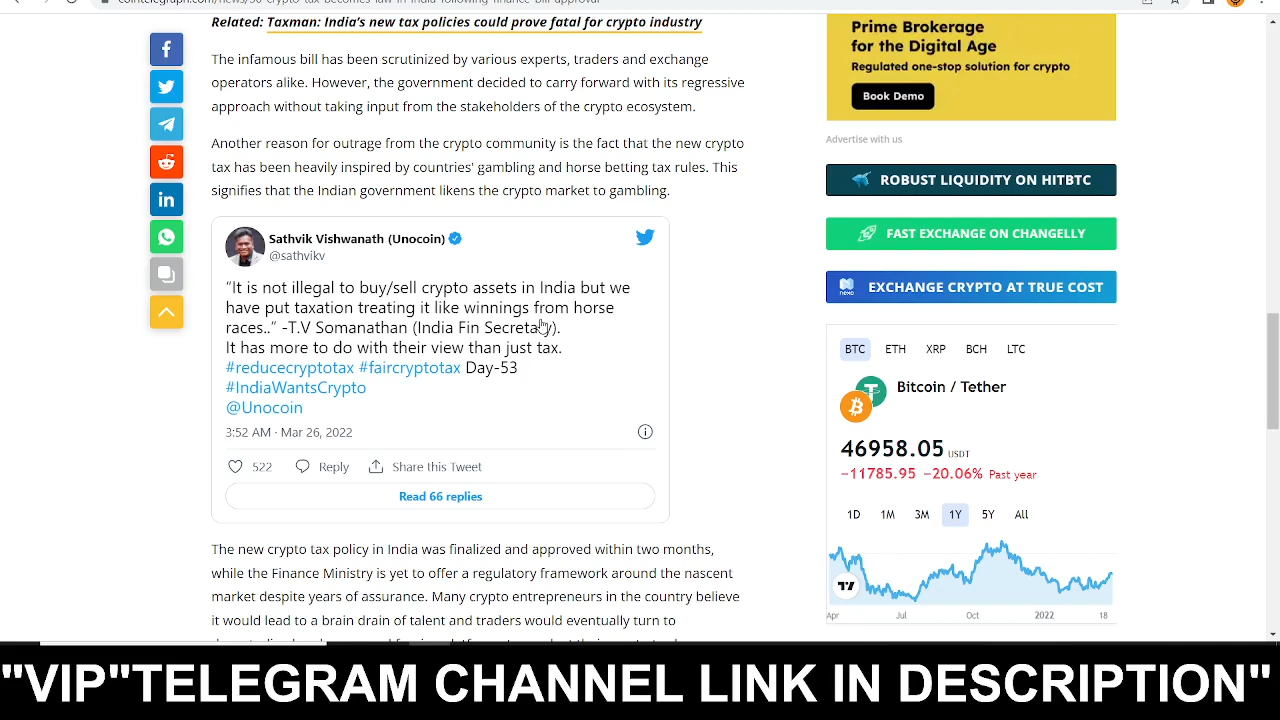 Related: Taxman: India's new tax policies could prove fatal for crypto industry
The infamous bill has been scrutinized by various experts, traders and exchange
operators alike. However, the government decided to carry forward with its regressive
approach without taking input from the stakeholders of the crypto ecosystem.
Another reason for outrage from the crypto community is the fact that the new crypto
tax has been heavily inspired by countries' gambling and horse betting tax rules. This
signifies that the Indian government likens the crypto market to gambling.
Sathvik Vishwanath (Unocoin)
@sathvikv
“It is not illegal to buy/sell crypto assets in India but we
have put taxation treating it like winnings from horse
races..” -T.V Somanathan (India Fin Secretary).
It has more to do with their view than just tax.
#reducecryptotax #faircryptotax Day-53
#IndiaWantsCrypto
@Unocoin
3:52 AM · Mar 26, 2022
522 Reply Share this Tweet
Read 66 replies
The new crypto tax policy in India was finalized and approved within two months,
while the Finance Ministry is yet to offer a regulatory framework around the nascent
market despite years of assurance. Many crypto entrepreneurs in the country believe
it would lead to a brain drain of talent and traders would eventually turn to
Prime Brokerage
for the Digital Age
Regulated one-stop solution for crypto
Book Demo
Advertise with us
ROBUST LIQUIDITY ON HITBTC
FAST EXCHANGE ON CHANGELLY
nexo
EXCHANGE CRYPTO AT TRUE COST
BTC ETH XRP BCH LTC
Bitcoin / Tether
46958.05 USDT
−11785.95 −20.06% Past year
1D 1M 3M 1Y 5Y All
Apr Jul Oct 2022 18
"VIP"TELEGRAM CHANNEL LINK IN DESCRIPTION"